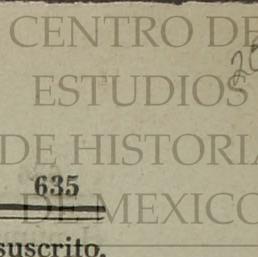 CENTRO DE
ESTUDIOS
DE HISTORIA
635
DE MEXICO
suscrito.